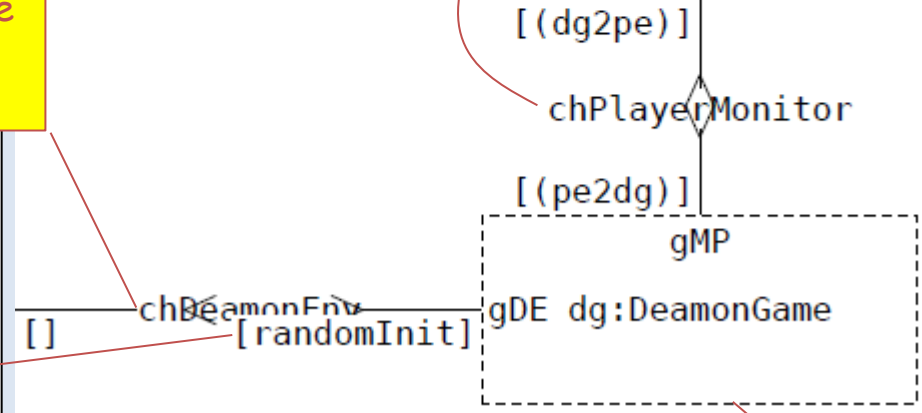 e
[(dg2pe)]
chPlayerMonitor
[(pe2dg)]
gMP
chDeamonEnv
gDE dg:DeamonGame
[]
[randomInit]